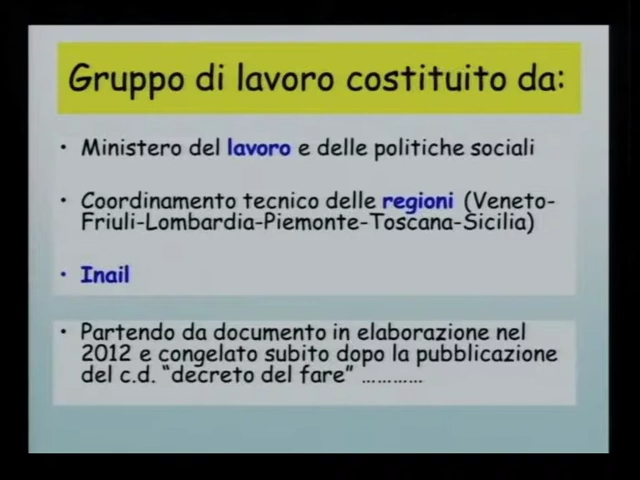 Gruppo di lavoro costituito da:
• Ministero del lavoro e delle politiche sociali
• Coordinamento tecnico delle regioni (Veneto-
Friuli-Lombardia-Piemonte-Toscana-Sicilia)
• Inail
• Partendo da documento in elaborazione nel
2012 e congelato subito dopo la pubblicazione
del c.d. “decreto del fare” …………